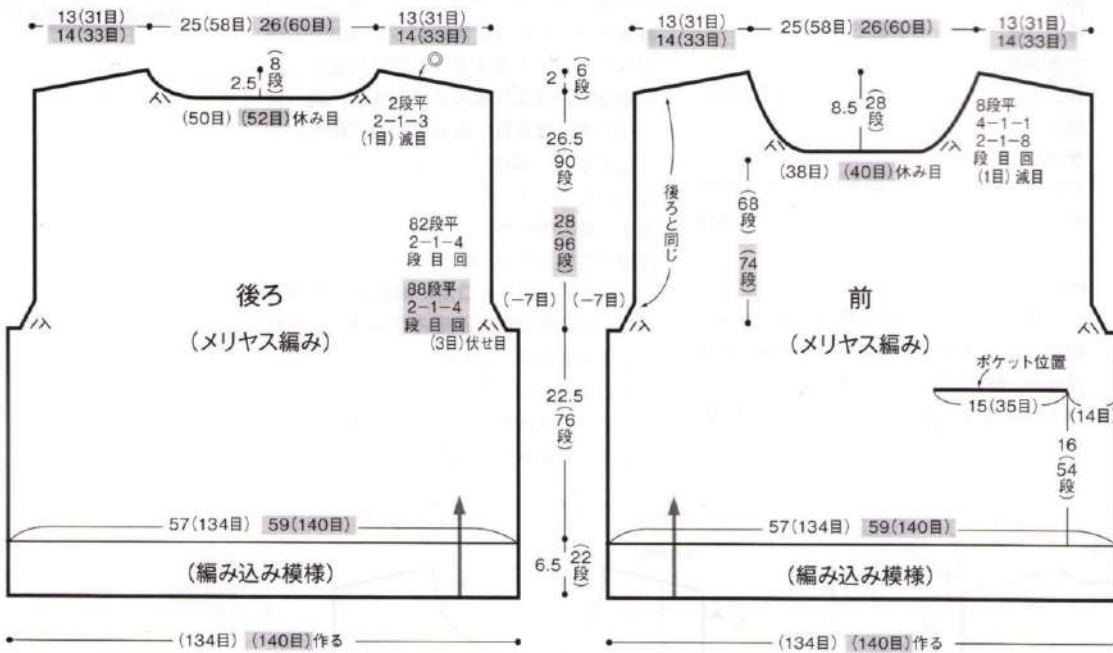 13(31目)
14(33目)
25(58目) 26(60目)
13(31目)
14(33目)
2.5(8段)
◎
(50目) (52目)休み目
2段平
2-1-3
(1目)減目
82段平
2-1-4
段目回
88段平
2-1-4
段目回
(3目)伏せ目
後ろ
(メリヤス編み)
57(134目) 59(140目)
(編み込み模様)
(134目) (140目)作る
2(6段)
26.5(90段)
28(96段)
(-7目) (-7目)
22.5(76段)
6.5(22段)
13(31目)
14(33目)
25(58目) 26(60目)
13(31目)
14(33目)
8.5(28段)
8段平
4-1-1
2-1-8
段目回
(1目)減目
(38目) (40目)休み目
後ろと同じ
(68段)
(74段)
前
(メリヤス編み)
ポケット位置
15(35目)
(14目)
16(54段)
57(134目) 59(140目)
(編み込み模様)
(134目) (140目)作る